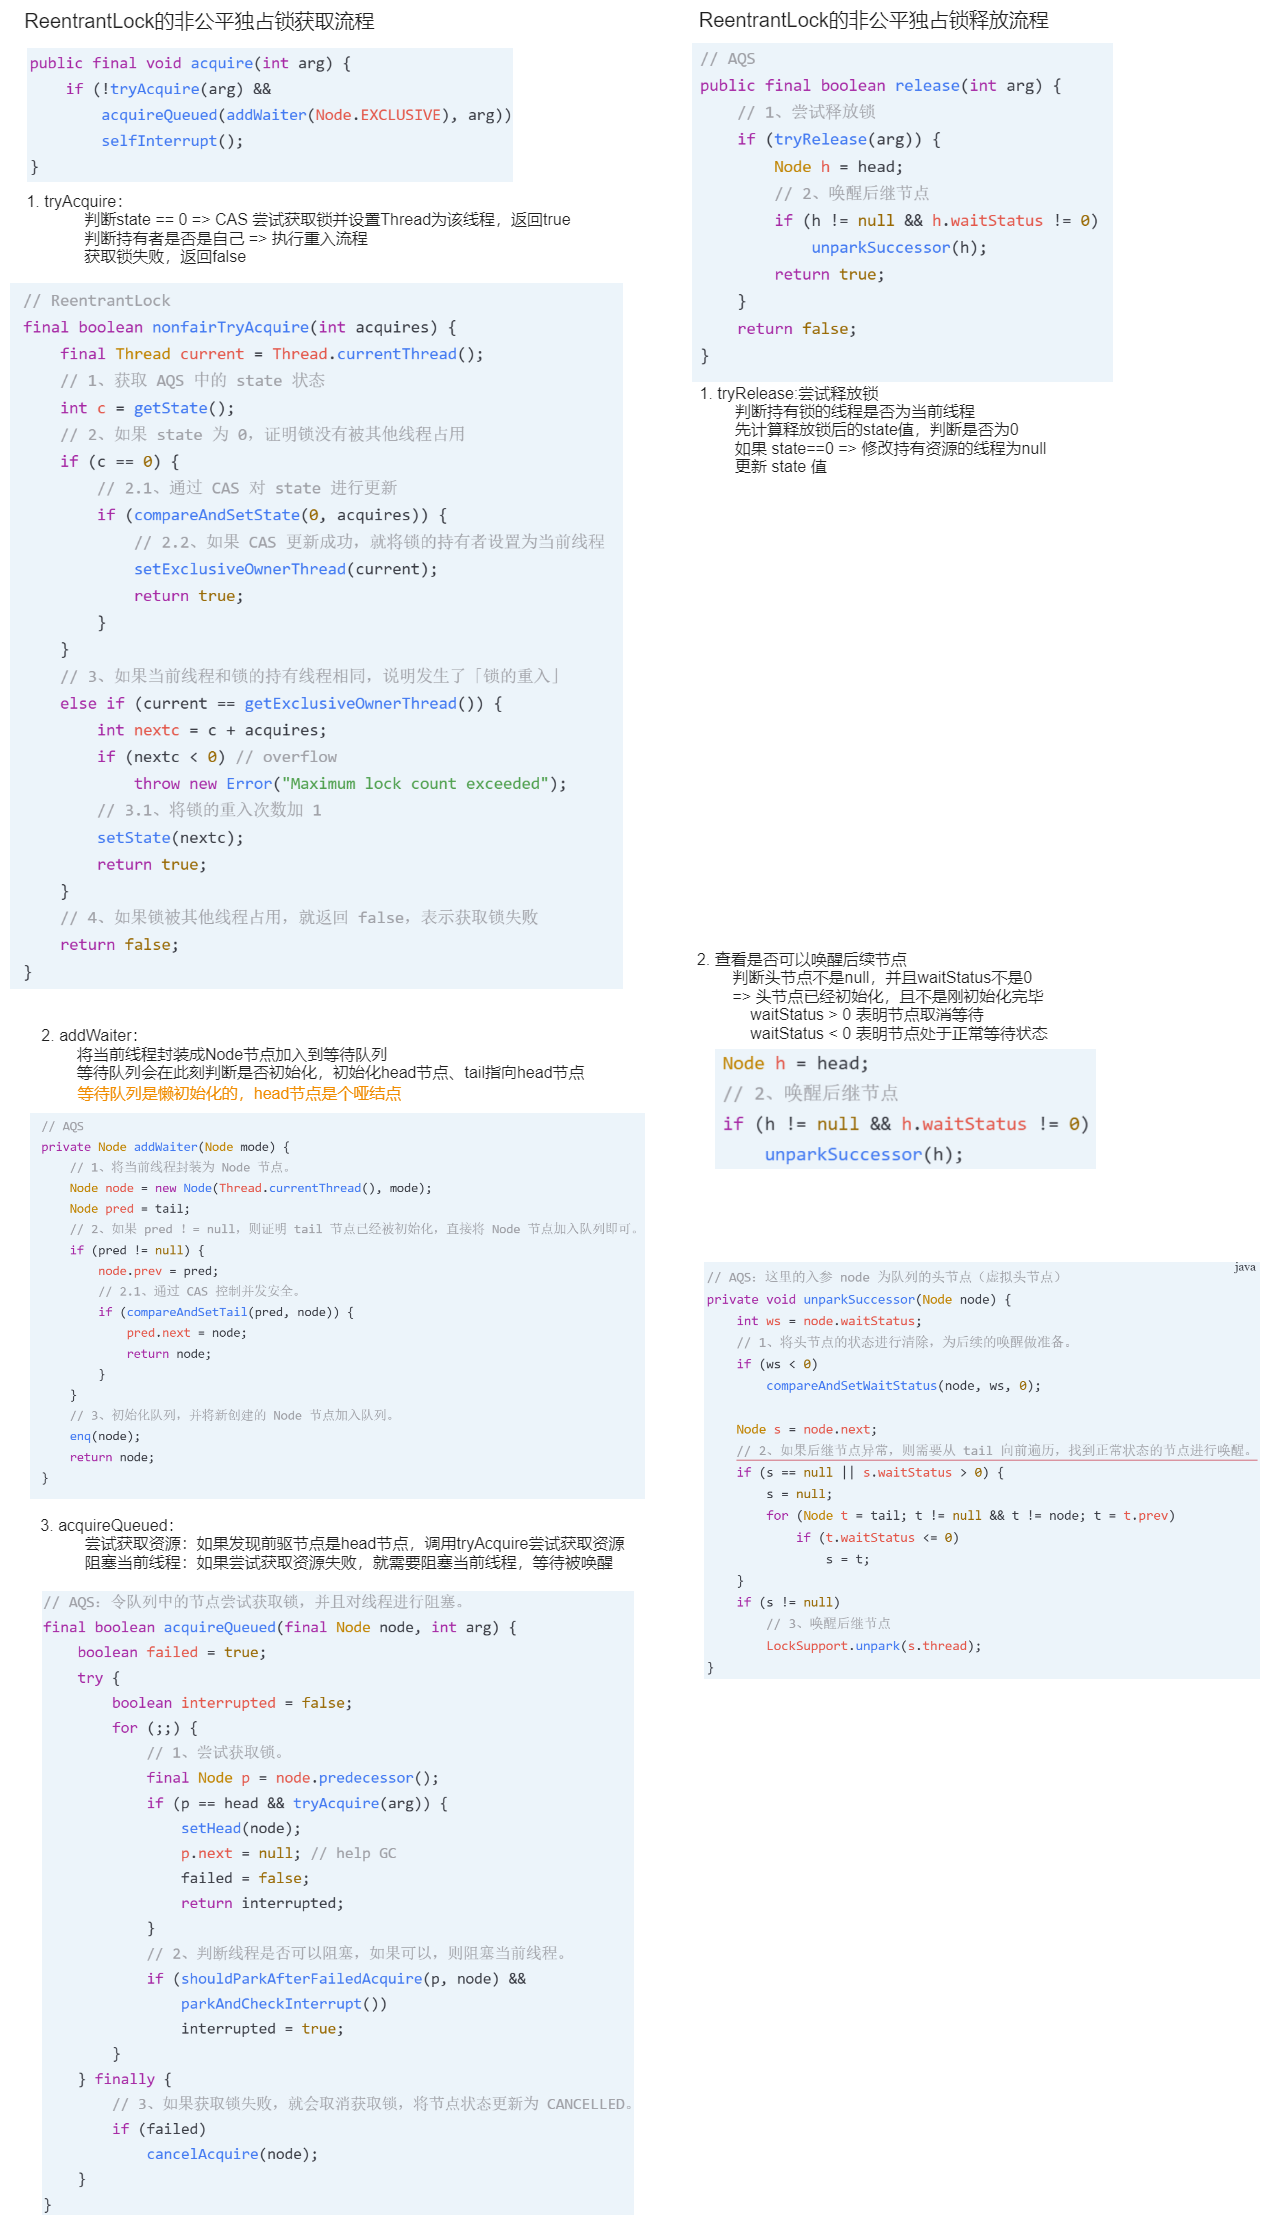 ReentrantLock的非公平独占锁获取流程
public final void acquire(int arg) {
    if (!tryAcquire(arg) &&
        acquireQueued(addWaiter(Node.EXCLUSIVE), arg))
        selfInterrupt();
}
1. tryAcquire：
判断state == 0 => CAS 尝试获取锁并设置Thread为该线程，返回true
判断持有者是否是自己 => 执行重入流程
获取锁失败，返回false
// ReentrantLock
final boolean nonfairTryAcquire(int acquires) {
    final Thread current = Thread.currentThread();
    // 1、获取 AQS 中的 state 状态
    int c = getState();
    // 2、如果 state 为 0，证明锁没有被其他线程占用
    if (c == 0) {
        // 2.1、通过 CAS 对 state 进行更新
        if (compareAndSetState(0, acquires)) {
            // 2.2、如果 CAS 更新成功，就将锁的持有者设置为当前线程
            setExclusiveOwnerThread(current);
            return true;
        }
    }
    // 3、如果当前线程和锁的持有线程相同，说明发生了「锁的重入」
    else if (current == getExclusiveOwnerThread()) {
        int nextc = c + acquires;
        if (nextc < 0) // overflow
            throw new Error("Maximum lock count exceeded");
        // 3.1、将锁的重入次数加 1
        setState(nextc);
        return true;
    }
    // 4、如果锁被其他线程占用，就返回 false，表示获取锁失败
    return false;
}
2. addWaiter：
将当前线程封装成Node节点加入到等待队列
等待队列会在此刻判断是否初始化，初始化head节点、tail指向head节点
等待队列是懒初始化的，head节点是个哑结点
// AQS
private Node addWaiter(Node mode) {
    // 1、将当前线程封装为 Node 节点。
    Node node = new Node(Thread.currentThread(), mode);
    Node pred = tail;
    // 2、如果 pred ! = null，则证明 tail 节点已经被初始化，直接将 Node 节点加入队列即可。
    if (pred != null) {
        node.prev = pred;
        // 2.1、通过 CAS 控制并发安全。
        if (compareAndSetTail(pred, node)) {
            pred.next = node;
            return node;
        }
    }
    // 3、初始化队列，并将新创建的 Node 节点加入队列。
    enq(node);
    return node;
}
3. acquireQueued：
尝试获取资源：如果发现前驱节点是head节点，调用tryAcquire尝试获取资源
阻塞当前线程：如果尝试获取资源失败，就需要阻塞当前线程，等待被唤醒
// AQS：令队列中的节点尝试获取锁，并且对线程进行阻塞。
final boolean acquireQueued(final Node node, int arg) {
    boolean failed = true;
    try {
        boolean interrupted = false;
        for (;;) {
            // 1、尝试获取锁。
            final Node p = node.predecessor();
            if (p == head && tryAcquire(arg)) {
                setHead(node);
                p.next = null; // help GC
                failed = false;
                return interrupted;
            }
            // 2、判断线程是否可以阻塞，如果可以，则阻塞当前线程。
            if (shouldParkAfterFailedAcquire(p, node) &&
                parkAndCheckInterrupt())
                interrupted = true;
        }
    } finally {
        // 3、如果获取锁失败，就会取消获取锁，将节点状态更新为 CANCELLED。
        if (failed)
            cancelAcquire(node);
    }
}
ReentrantLock的非公平独占锁释放流程
// AQS
public final boolean release(int arg) {
    // 1、尝试释放锁
    if (tryRelease(arg)) {
        Node h = head;
        // 2、唤醒后继节点
        if (h != null && h.waitStatus != 0)
            unparkSuccessor(h);
        return true;
    }
    return false;
}
1. tryRelease:尝试释放锁
判断持有锁的线程是否为当前线程
先计算释放锁后的state值，判断是否为0
如果 state==0 => 修改持有资源的线程为null
更新 state 值
2. 查看是否可以唤醒后续节点
判断头节点不是null，并且waitStatus不是0
=> 头节点已经初始化，且不是刚初始化完毕
waitStatus > 0 表明节点取消等待
waitStatus < 0 表明节点处于正常等待状态
Node h = head;
// 2、唤醒后继节点
if (h != null && h.waitStatus != 0)
    unparkSuccessor(h);
java
// AQS：这里的入参 node 为队列的头节点（虚拟头节点）
private void unparkSuccessor(Node node) {
    int ws = node.waitStatus;
    // 1、将头节点的状态进行清除，为后续的唤醒做准备。
    if (ws < 0)
        compareAndSetWaitStatus(node, ws, 0);
    Node s = node.next;
    // 2、如果后继节点异常，则需要从 tail 向前遍历，找到正常状态的节点进行唤醒。
    if (s == null || s.waitStatus > 0) {
        s = null;
        for (Node t = tail; t != null && t != node; t = t.prev)
            if (t.waitStatus <= 0)
                s = t;
    }
    if (s != null)
        // 3、唤醒后继节点
        LockSupport.unpark(s.thread);
}